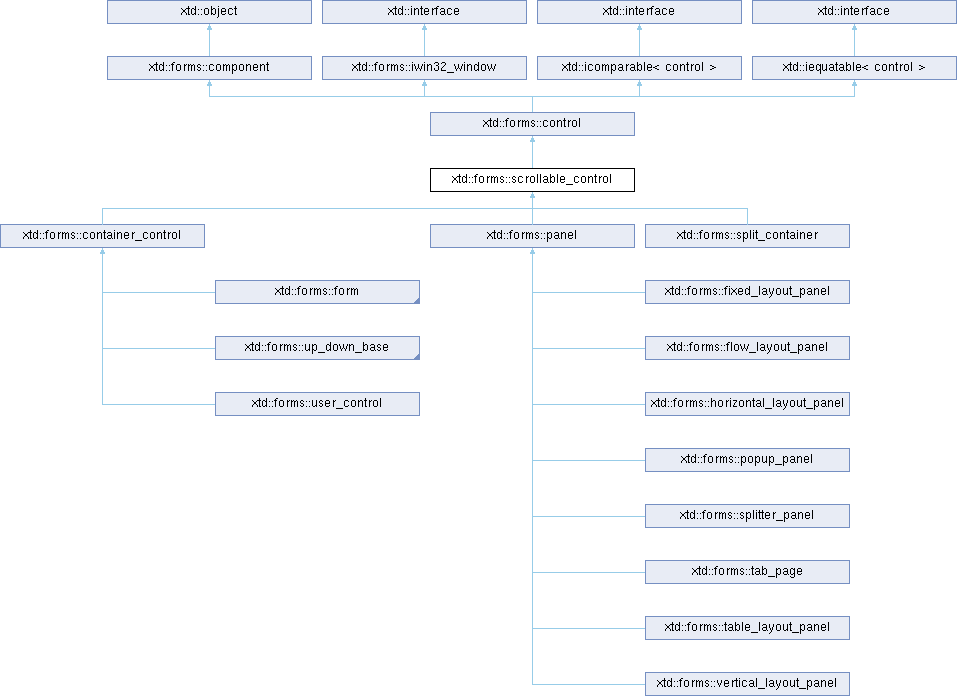 xtd::object
xtd::interface
xtd::interface
xtd::interface
xtd::forms::component
xtd::forms::iwin32_window
xtd::icomparable< control >
xtd::iequatable< control >
xtd::forms::control
xtd::forms::scrollable_control
xtd::forms::container_control
xtd::forms::panel
xtd::forms::split_container
xtd::forms::form
xtd::forms::fixed_layout_panel
xtd::forms::up_down_base
xtd::forms::flow_layout_panel
xtd::forms::user_control
xtd::forms::horizontal_layout_panel
xtd::forms::popup_panel
xtd::forms::splitter_panel
xtd::forms::tab_page
xtd::forms::table_layout_panel
xtd::forms::vertical_layout_panel